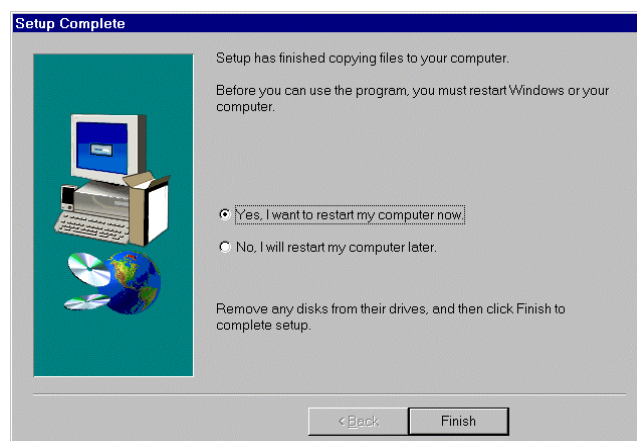 Setup Complete
Setup has finished copying files to your computer.
Before you can use the program, you must restart Windows or your
computer.
Yes, I want to restart my computer now.
No, I will restart my computer later.
Remove any disks from their drives, and then click Finish to
complete setup.
< Back
Finish